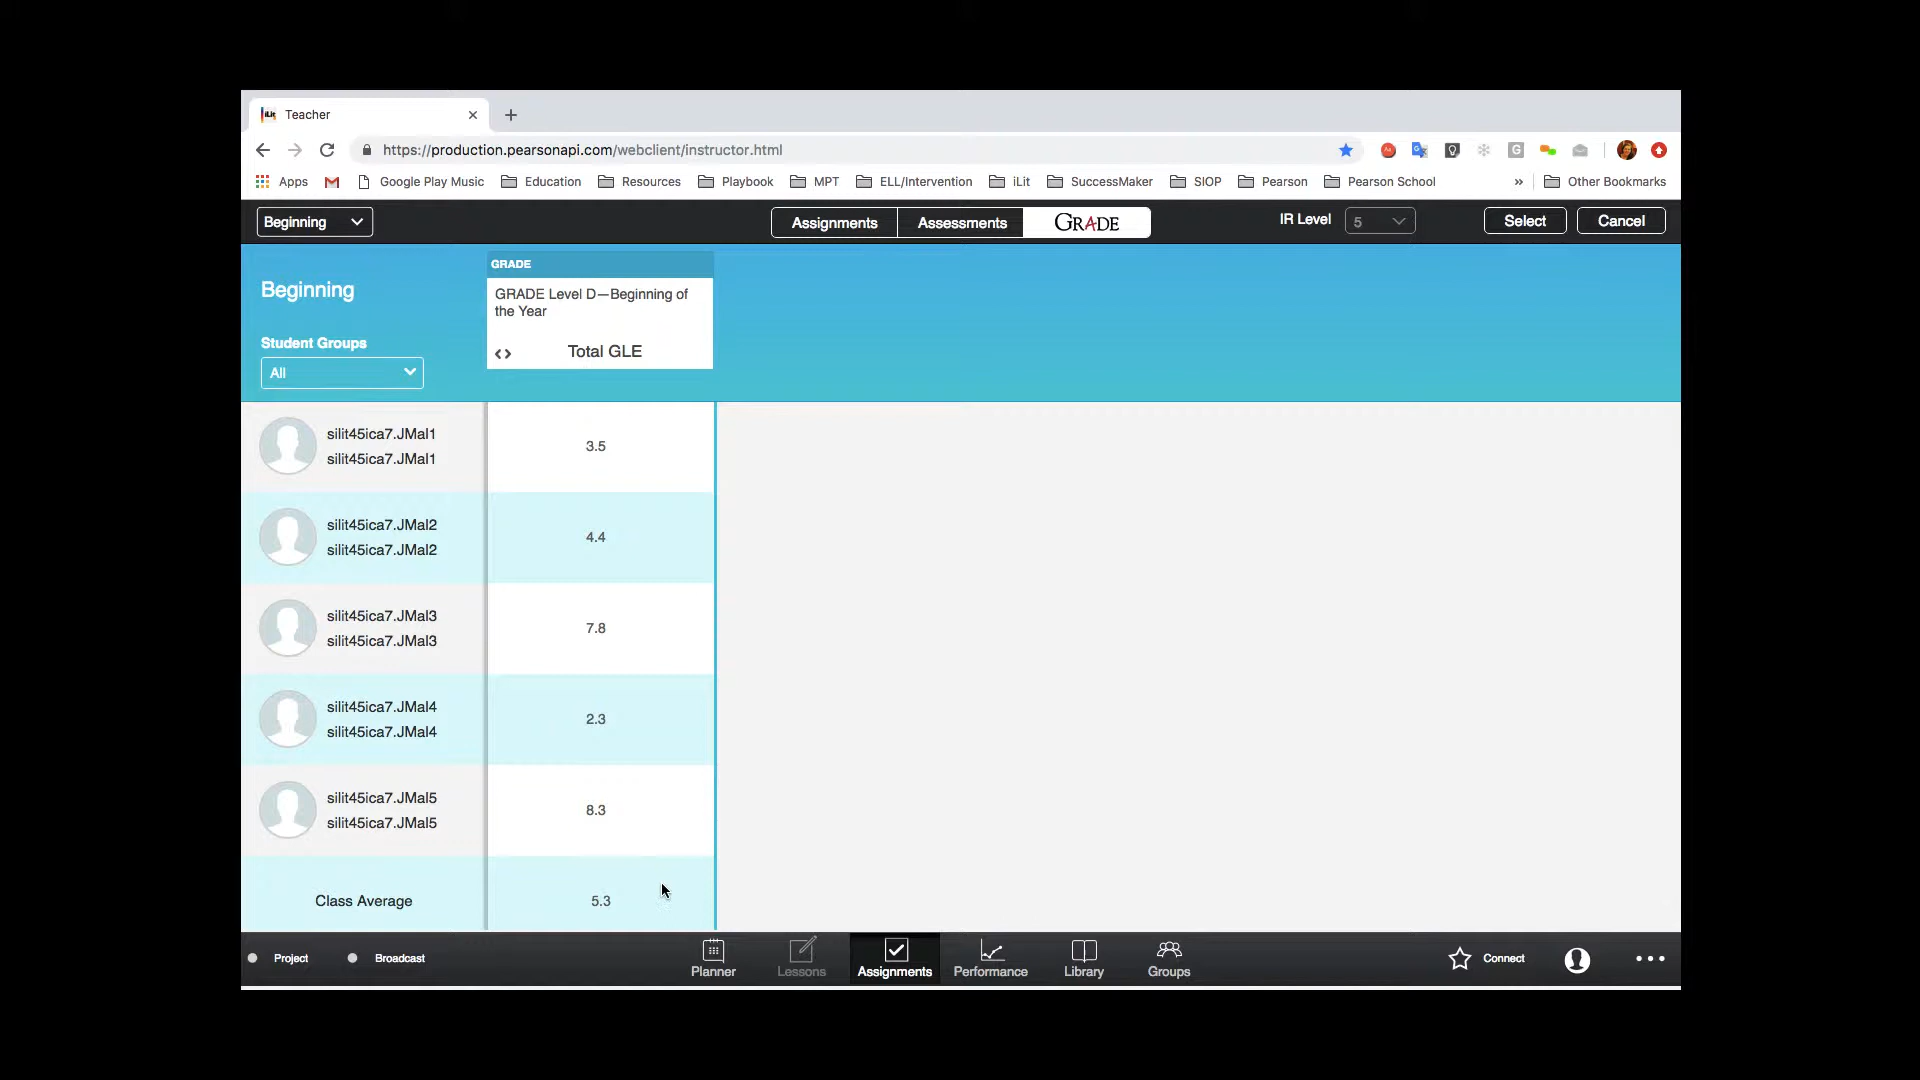 Teacher
https://production.pearsonapi.com/webclient/instructor.html
Apps
Google Play Music
Education
Resources
Playbook
MPT
ELL/Intervention
iLit
SuccessMaker
SIOP
Pearson
Pearson School
»
Other Bookmarks
Beginning
Assignments
Assessments
GRADE
IR Level
5
Select
Cancel
Beginning
Student Groups
All
GRADE
GRADE Level D—Beginning of
the Year
Total GLE
silit45ica7.JMal1
silit45ica7.JMal1
3.5
silit45ica7.JMal2
silit45ica7.JMal2
4.4
silit45ica7.JMal3
silit45ica7.JMal3
7.8
silit45ica7.JMal4
silit45ica7.JMal4
2.3
silit45ica7.JMal5
silit45ica7.JMal5
8.3
Class Average
5.3
Project
Broadcast
Planner
Lessons
Assignments
Performance
Library
Groups
Connect